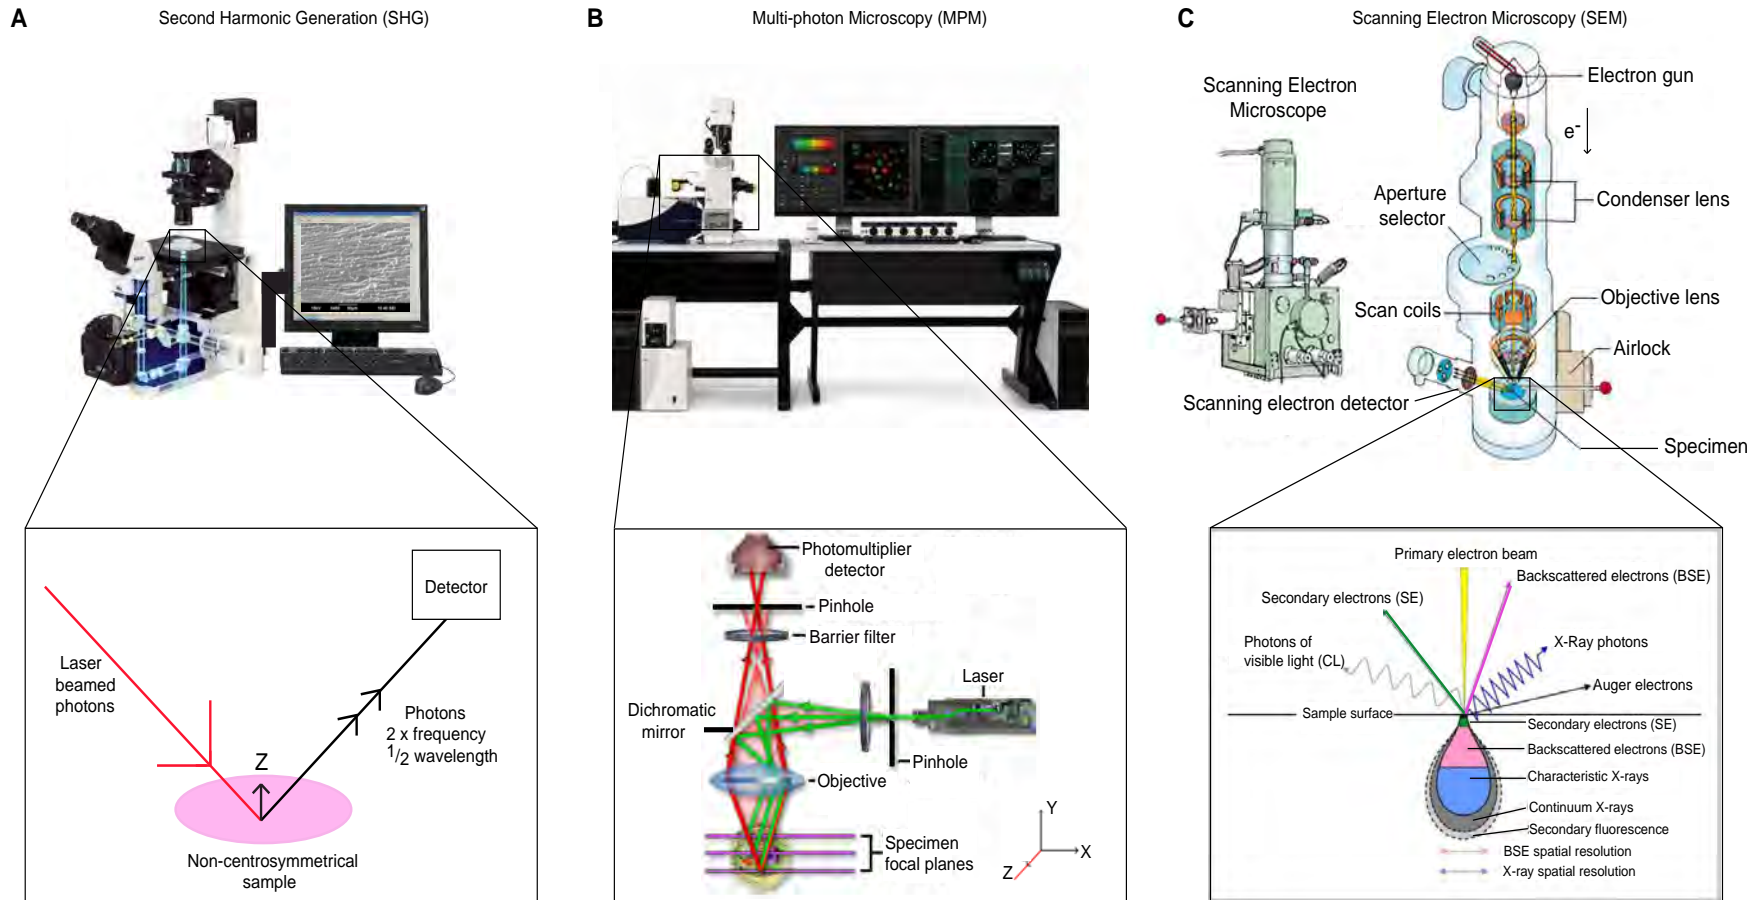 A
Second Harmonic Generation (SHG)
Detector
Laser
beamed
photons
Photons
2 x frequency
1/2 wavelength
Z
Non-centrosymmetrical
sample
B
Multi-photon Microscopy (MPM)
Photomultiplier
detector
Pinhole
Barrier filter
Laser
Dichromatic
mirror
Pinhole
Objective
Specimen
focal planes
Y
X
Z
C
Scanning Electron Microscopy (SEM)
Scanning Electron
Microscope
Electron gun
e-
Condenser lens
Aperture
selector
Objective lens
Scan coils
Airlock
Scanning electron detector
Specimen
Primary electron beam
Backscattered electrons (BSE)
Secondary electrons (SE)
Photons of
visible light (CL)
X-Ray photons
Auger electrons
Sample surface
Secondary electrons (SE)
Backscattered electrons (BSE)
Characteristic X-rays
Continuum X-rays
Secondary fluorescence
BSE spatial resolution
X-ray spatial resolution